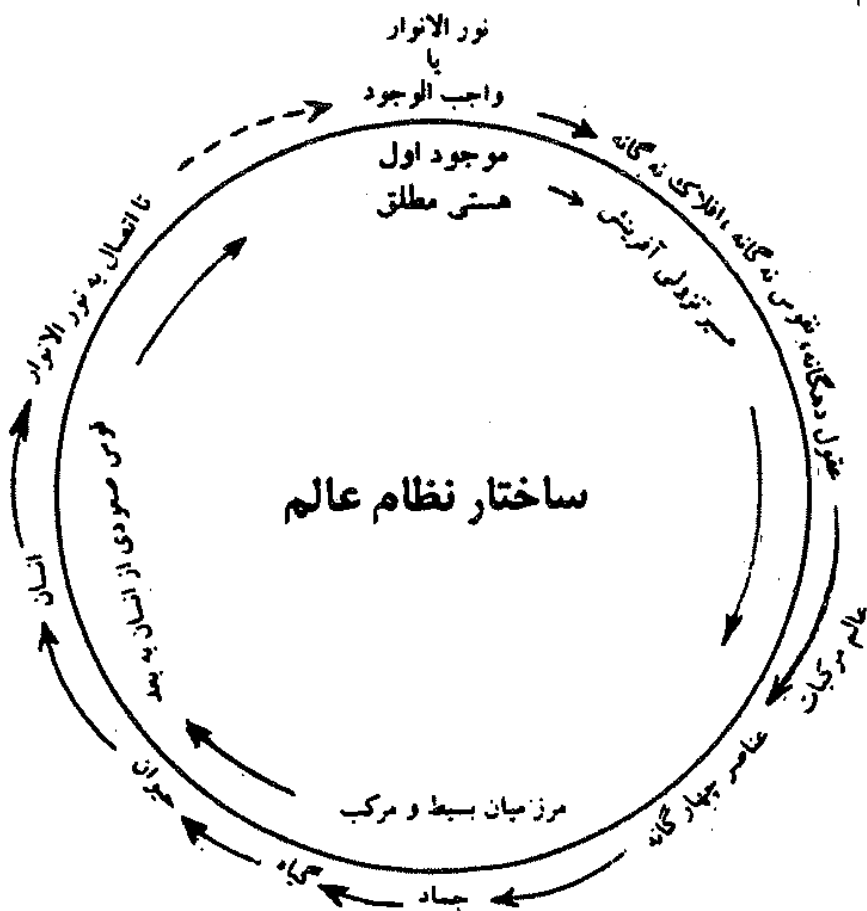 نور الانوار
یا
واجب الوجود
موجود اول
هستی مطلق
عقول دهگانه، نفوس نه گانه، افلاک نه گانه
سیر نزولی آفرینش
عالم مرکبات
عناصر چهار گانه
مرز میان بسیط و مرکب
جماد
گیاه
حیوان
انسان
قوس صعودی از انسان به بعد
تا اتصال به نور الانوار
ساختار نظام عالم